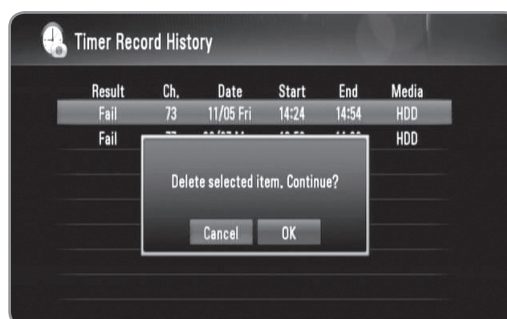 Timer Record History
Result Ch. Date Start End Media
Fail 73 11/05 Fri 14:24 14:54 HDD
Fail HDD
Delete selected item. Continue?
Cancel OK